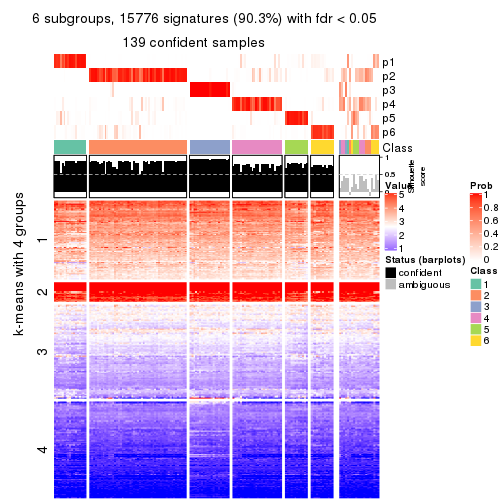 6 subgroups, 15776 signatures (90.3%) with fdr < 0.05
139 confident samples
p1
p2
p3
p4
p5
p6
Class
1
0.5
0
Silhouette
score
k-means with 4 groups
1
2
3
4
Value
5
4
3
2
1
Status (barplots)
confident
ambiguous
Prob
1
0.8
0.6
0.4
0.2
0
Class
1
2
3
4
5
6